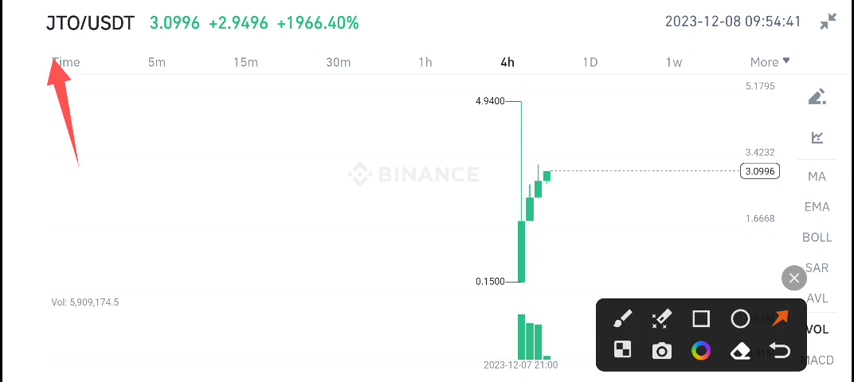 JTO/USDT 3.0996 +2.9496 +1966.40% 2023-12-08 09:54:41
Time 5m 15m 30m 1h 4h 1D 1w More
5.1795
4.9400
3.4232
3.0996
BINANCE
MA
EMA
1.6668
BOLL
SAR
0.1500
AVL
Vol: 5,909,174.5
VOL
MACD
2023-12-07 21:00